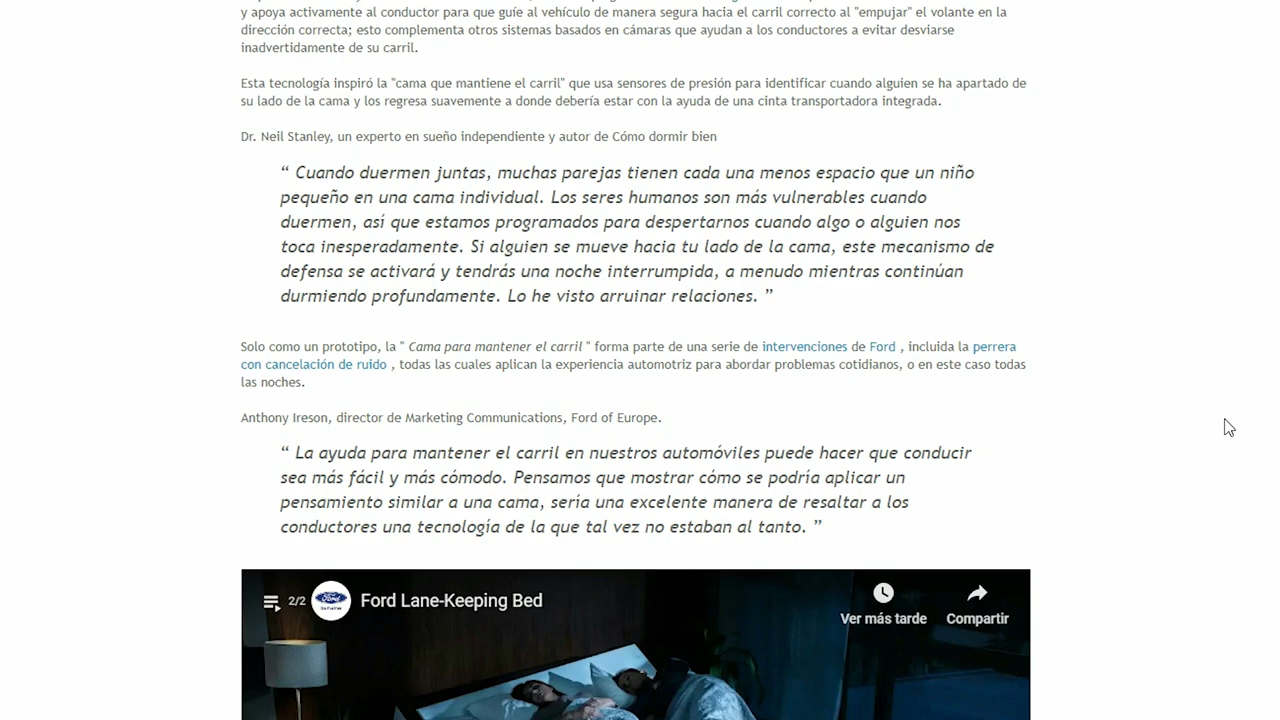 y apoya activamente al conductor para que guíe al vehículo de manera segura hacia el carril correcto al "empujar" el volante en la
dirección correcta; esto complementa otros sistemas basados en cámaras que ayudan a los conductores a evitar desviarse
inadvertidamente de su carril.
Esta tecnología inspiró la "cama que mantiene el carril" que usa sensores de presión para identificar cuando alguien se ha apartado de
su lado de la cama y los regresa suavemente a donde debería estar con la ayuda de una cinta transportadora integrada.
Dr. Neil Stanley, un experto en sueño independiente y autor de Cómo dormir bien
“ Cuando duermen juntas, muchas parejas tienen cada una menos espacio que un niño
pequeño en una cama individual. Los seres humanos son más vulnerables cuando
duermen, así que estamos programados para despertarnos cuando algo o alguien nos
toca inesperadamente. Si alguien se mueve hacia tu lado de la cama, este mecanismo de
defensa se activará y tendrás una noche interrumpida, a menudo mientras continúan
durmiendo profundamente. Lo he visto arruinar relaciones. ”
Solo como un prototipo, la " Cama para mantener el carril " forma parte de una serie de intervenciones de Ford , incluida la perrera
con cancelación de ruido , todas las cuales aplican la experiencia automotriz para abordar problemas cotidianos, o en este caso todas
las noches.
Anthony Ireson, director de Marketing Communications, Ford of Europe.
“ La ayuda para mantener el carril en nuestros automóviles puede hacer que conducir
sea más fácil y más cómodo. Pensamos que mostrar cómo se podría aplicar un
pensamiento similar a una cama, sería una excelente manera de resaltar a los
conductores una tecnología de la que tal vez no estaban al tanto. ”
2/2 Ford Ford Lane-Keeping Bed
Ver más tarde Compartir